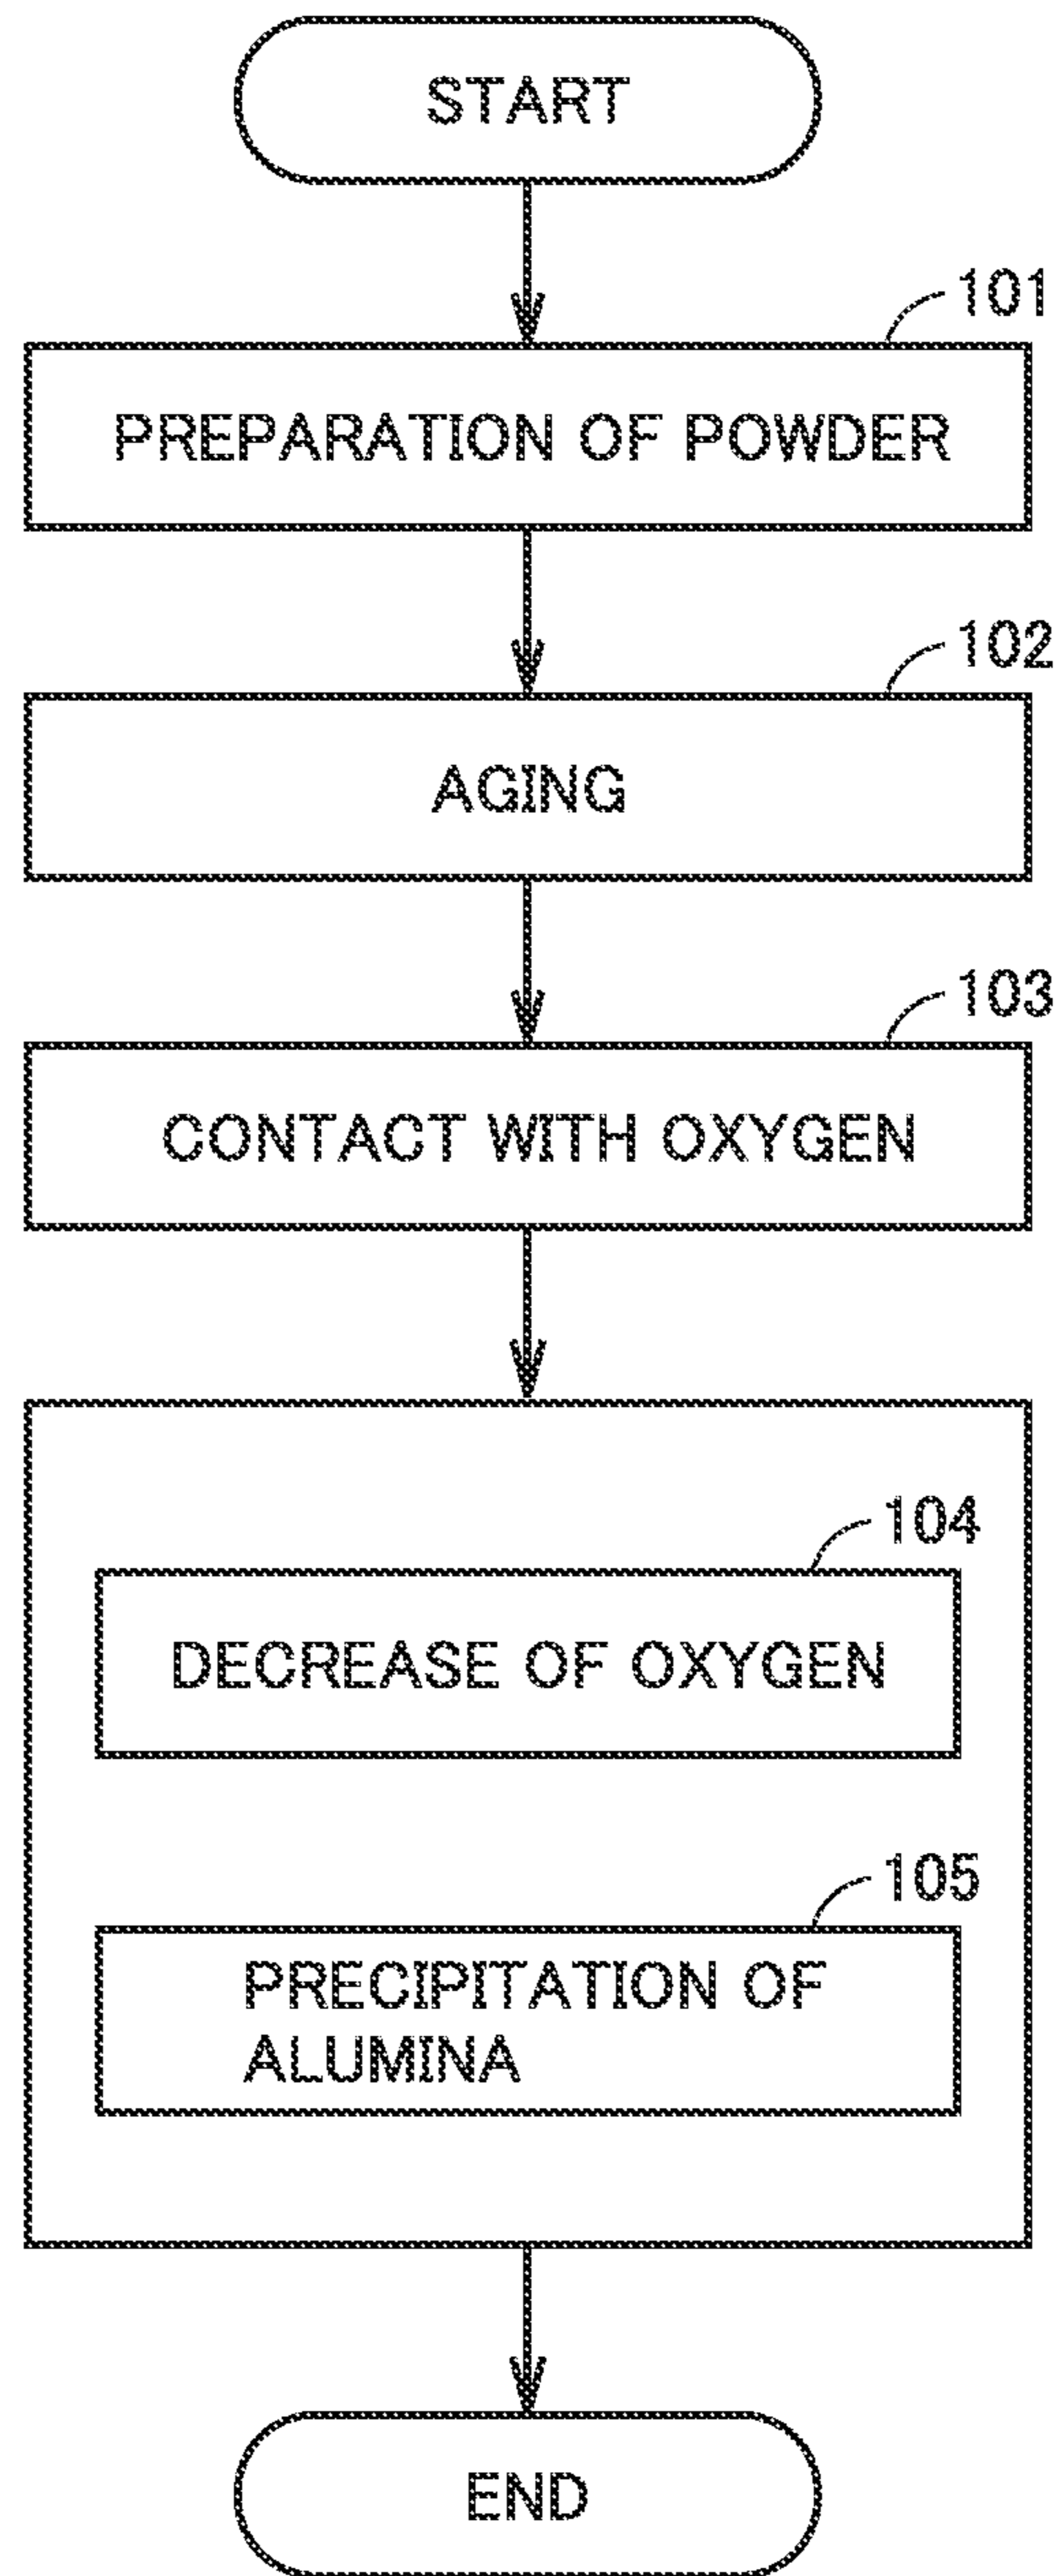 START
101
PREPARATION OF POWDER
102
AGING
103
CONTACT WITH OXYGEN
104
DECREASE OF OXYGEN
105
PRECIPITATION OF
ALUMINA
END